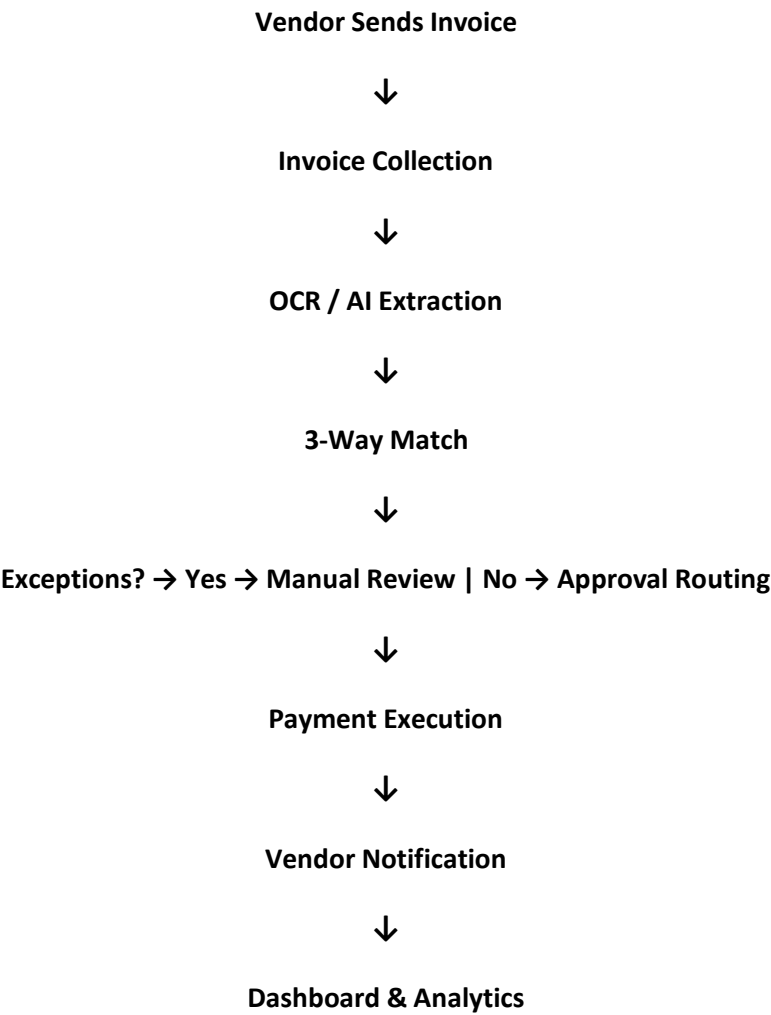 Vendor Sends Invoice
↓
Invoice Collection
↓
OCR / AI Extraction
↓
3-Way Match
↓
Exceptions? → Yes → Manual Review | No → Approval Routing
↓
Payment Execution
↓
Vendor Notification
↓
Dashboard & Analytics